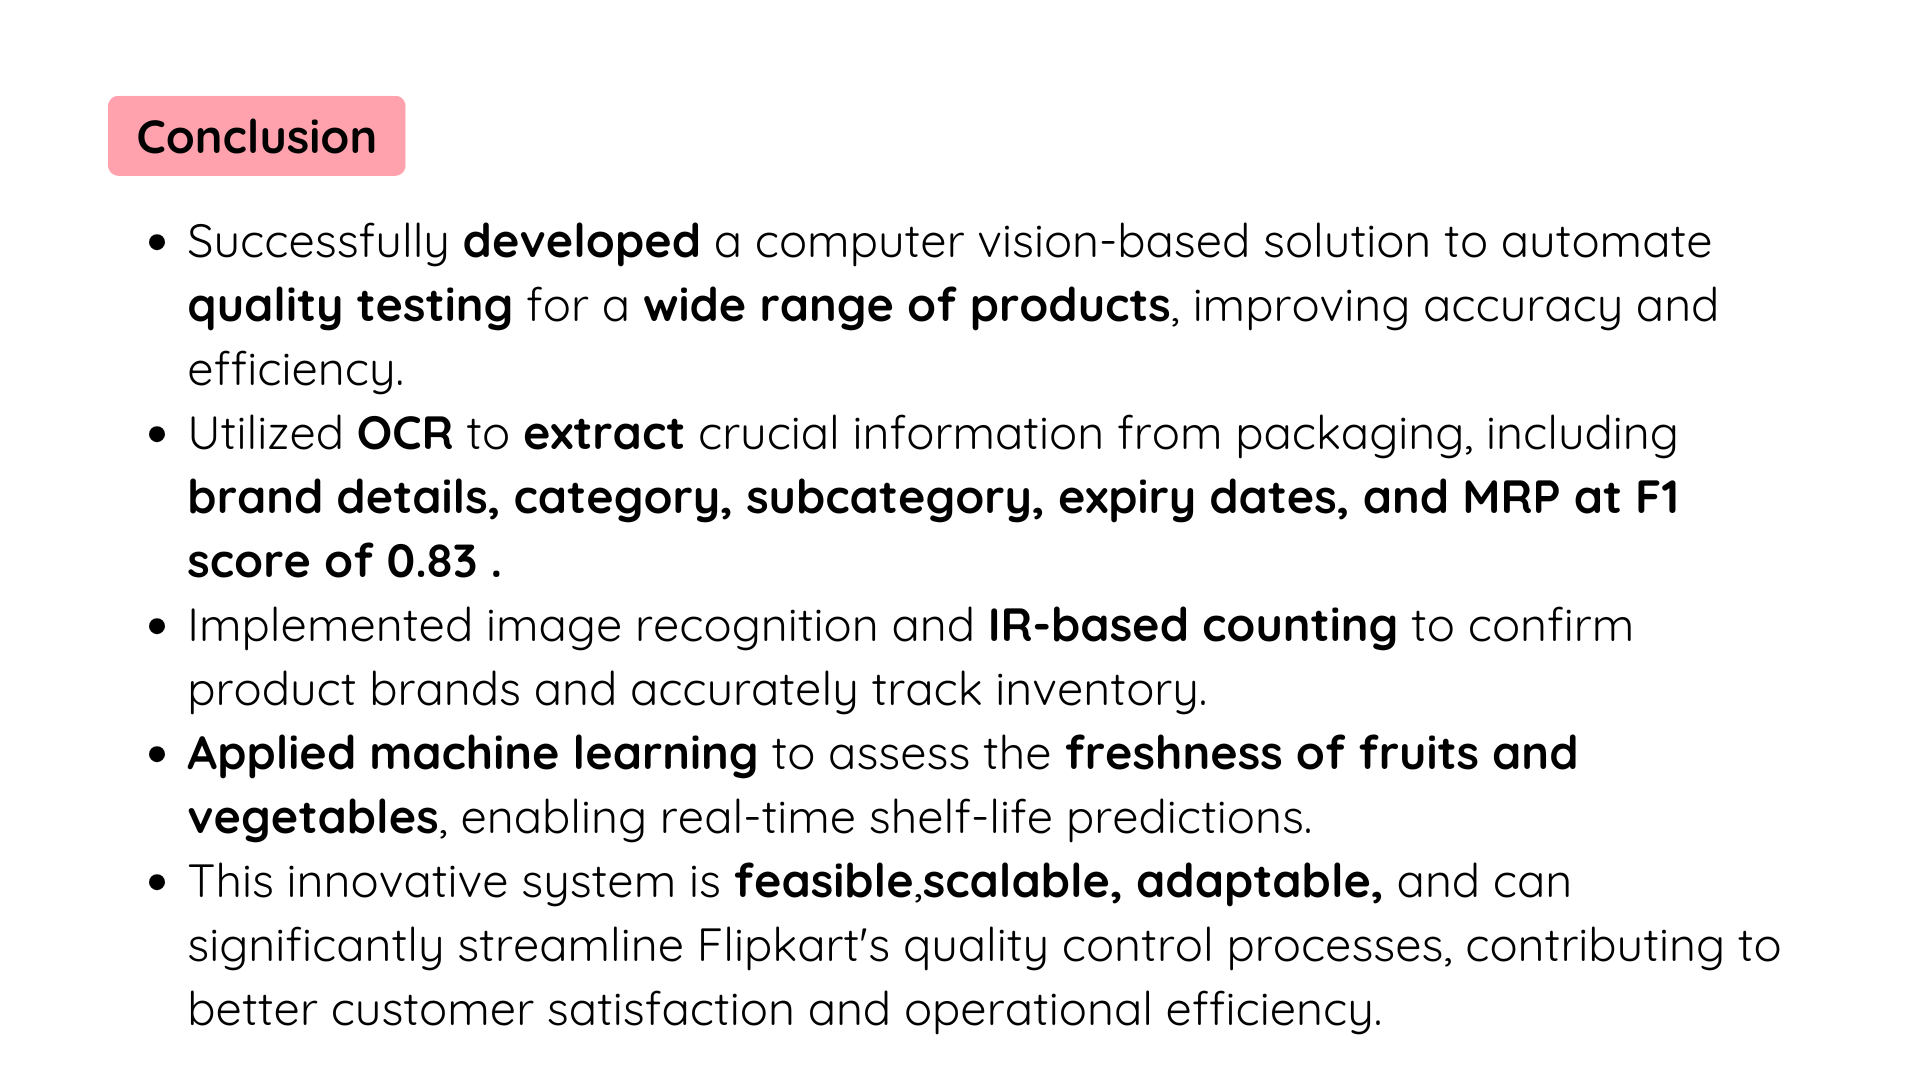 Conclusion
• Successfully developed a computer vision-based solution to automate
quality testing for a wide range of products, improving accuracy and
efficiency.
• Utilized OCR to extract crucial information from packaging, including
brand details, category, subcategory, expiry dates, and MRP at F1
score of 0.83 .
• Implemented image recognition and IR-based counting to confirm
product brands and accurately track inventory.
• Applied machine learning to assess the freshness of fruits and
vegetables, enabling real-time shelf-life predictions.
• This innovative system is feasible,scalable, adaptable, and can
significantly streamline Flipkart's quality control processes, contributing to
better customer satisfaction and operational efficiency.